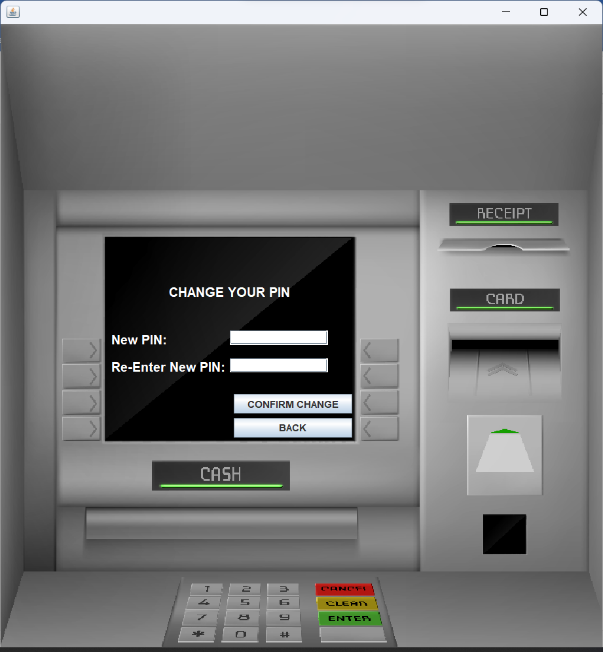 RECEIPT
CHANGE YOUR PIN
CARD
New PIN:
Re-Enter New PIN:
CONFIRM CHANGE
BACK
CASH
1 2 3 CANCEL
4 5 6 CLEAR
7 8 9 ENTER
* 0 #